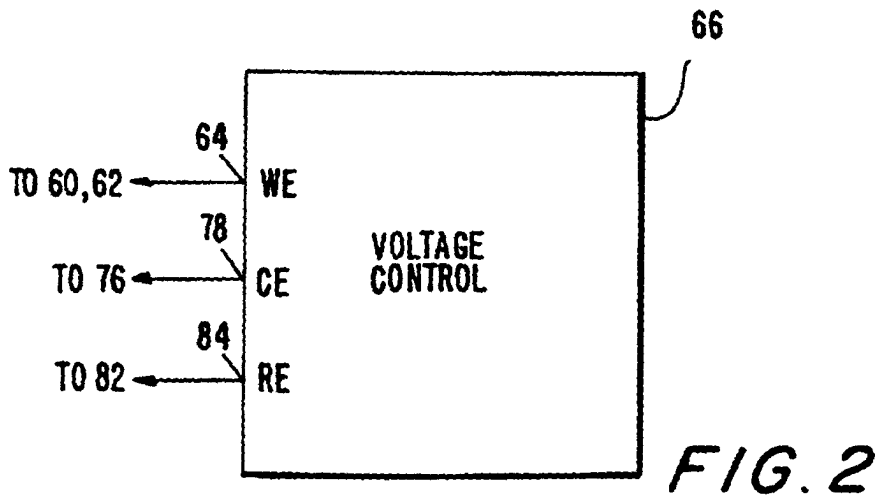 66
64
TO 60,62 WE
78
VOLTAGE
CONTROL
TO 76 CE
84
TO 82 RE
FIG. 2